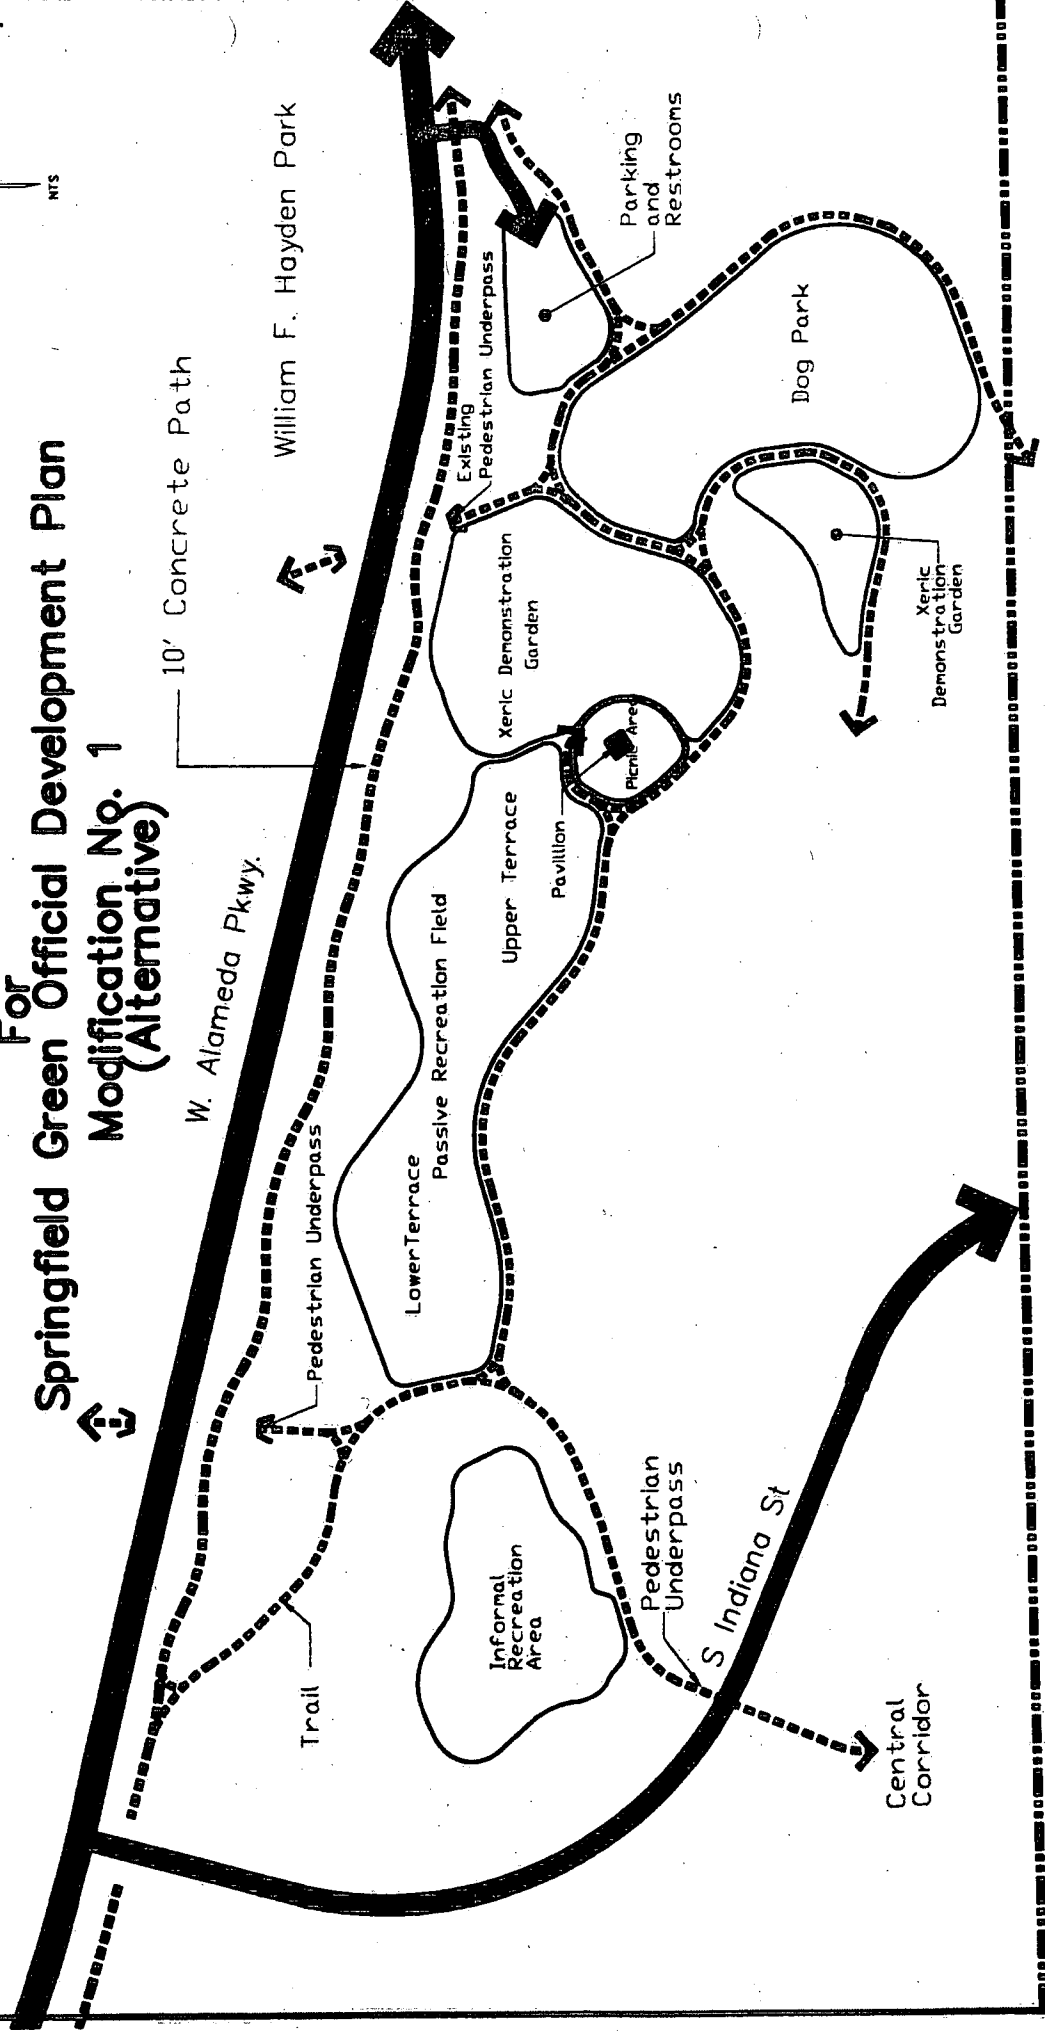 For
Springfield Green Official Development Plan
Modification No. 1
(Alternative)
NTS
10' Concrete Path
William F. Hayden Park
W. Alameda Pkwy.
Pedestrian Underpass
Existing
Pedestrian Underpass
Parking
and
Restrooms
Trail
Lower Terrace
Passive Recreation Field
Upper Terrace
Xeric Demonstration
Garden
Pavilion
Picnic Area
Dog Park
Informal
Recreation
Area
Pedestrian
Underpass
S Indiana St
Xeric
Demonstration
Garden
Central
Corridor